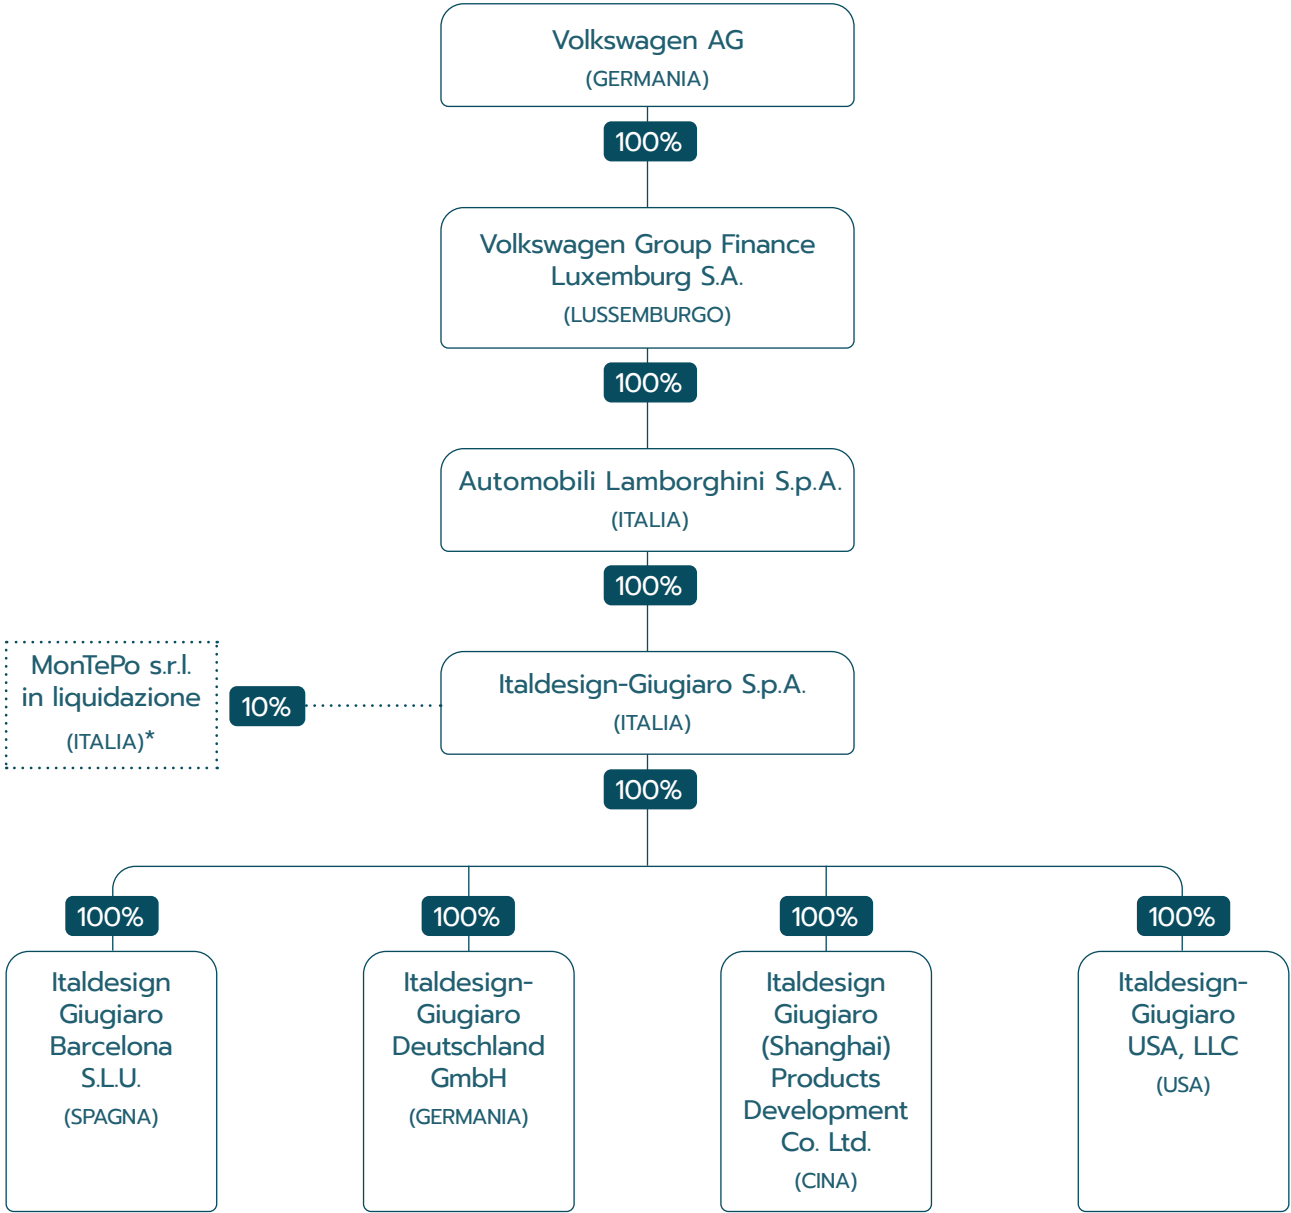 Volkswagen AG
(GERMANIA)
100%
Volkswagen Group Finance
Luxemburg S.A.
(LUSSEMBURGO)
100%
Automobili Lamborghini S.p.A.
(ITALIA)
100%
MonTePo s.r.l.
in liquidazione
(ITALIA)*
10%
Italdesign-Giugiaro S.p.A.
(ITALIA)
100%
100%
Italdesign
Giugiaro
Barcelona
S.L.U.
(SPAGNA)
100%
Italdesign-
Giugiaro
Deutschland
GmbH
(GERMANIA)
100%
Italdesign
Giugiaro
(Shanghai)
Products
Development
Co. Ltd.
(CINA)
100%
Italdesign-
Giugiaro
USA, LLC
(USA)